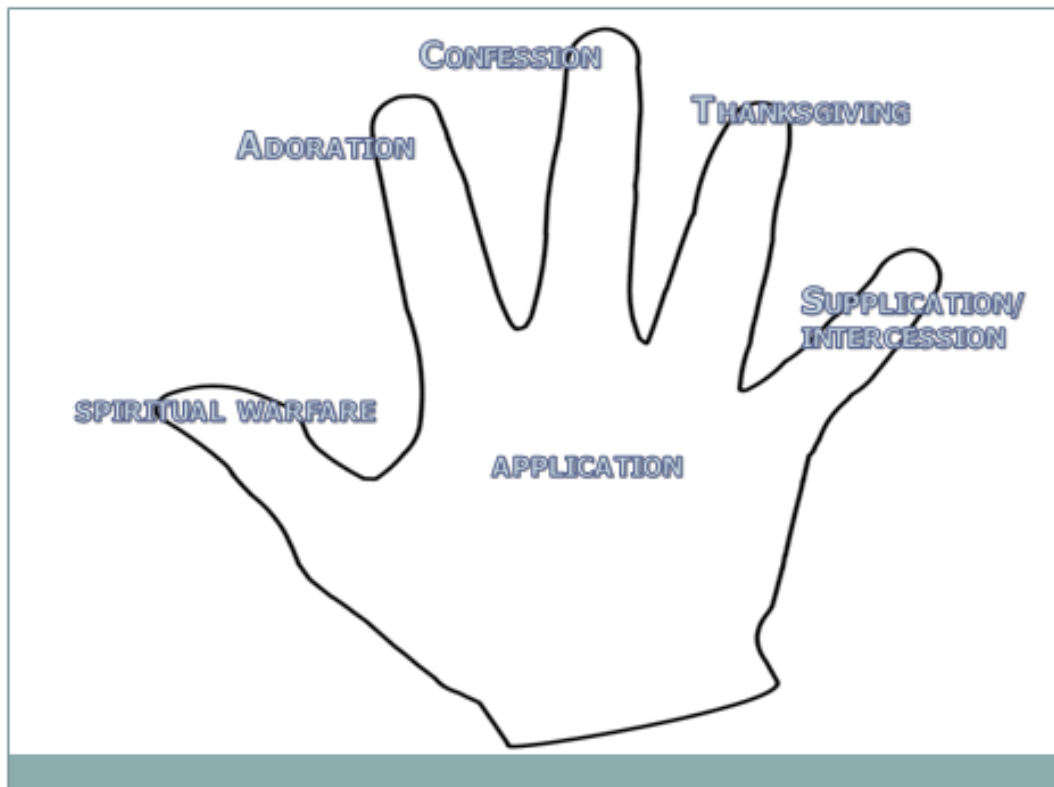 Confession
Thanksgiving
Adoration
Supplication/
intercession
spiritual warfare
application